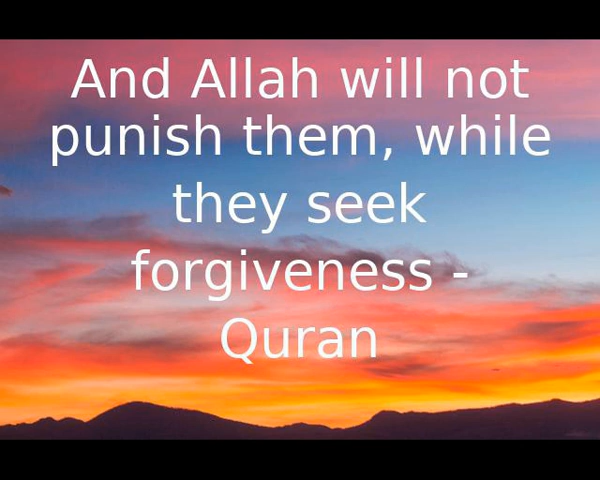 And Allah will not
punish them, while
they seek
forgiveness -
Quran